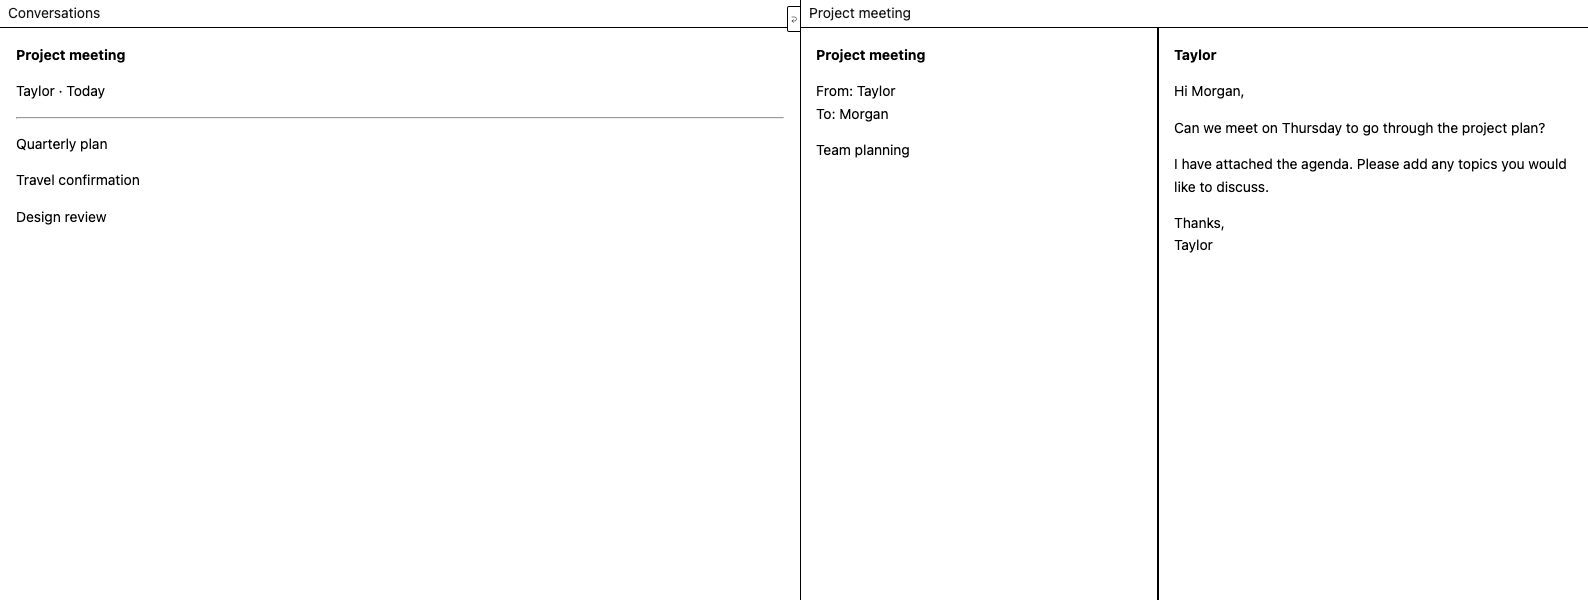 Conversations
Project meeting
Taylor · Today
Quarterly plan
Travel confirmation
Design review
Project meeting
Project meeting
From: Taylor
To: Morgan
Team planning
Taylor
Hi Morgan,
Can we meet on Thursday to go through the project plan?
I have attached the agenda. Please add any topics you would
like to discuss.
Thanks,
Taylor